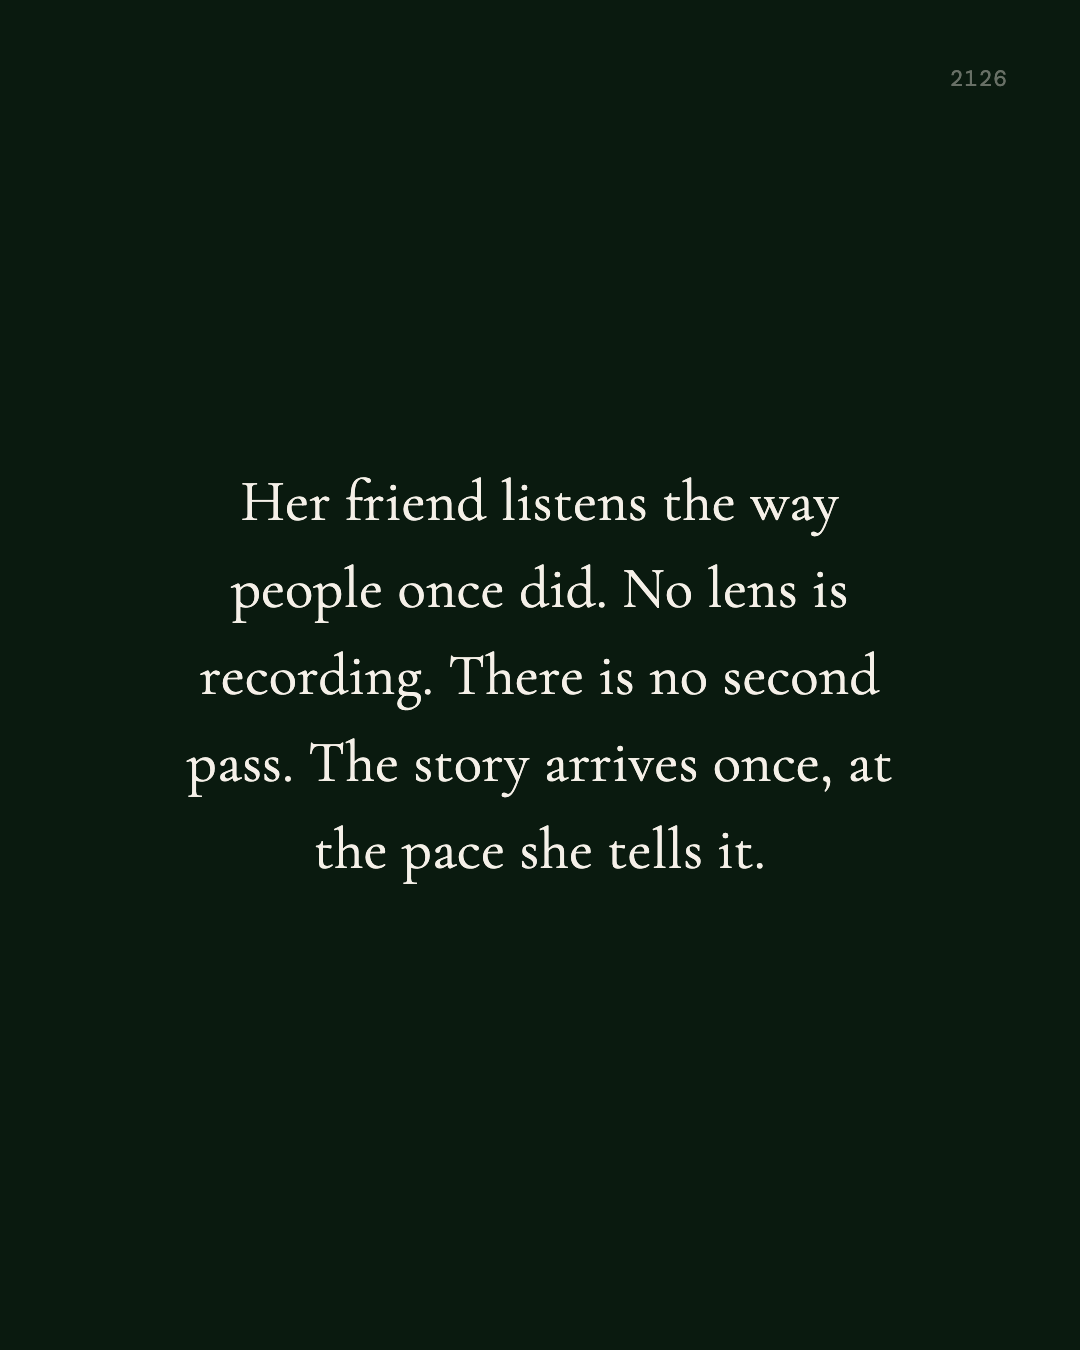 2126
Her friend listens the way
people once did. No lens is
recording. There is no second
pass. The story arrives once, at
the pace she tells it.